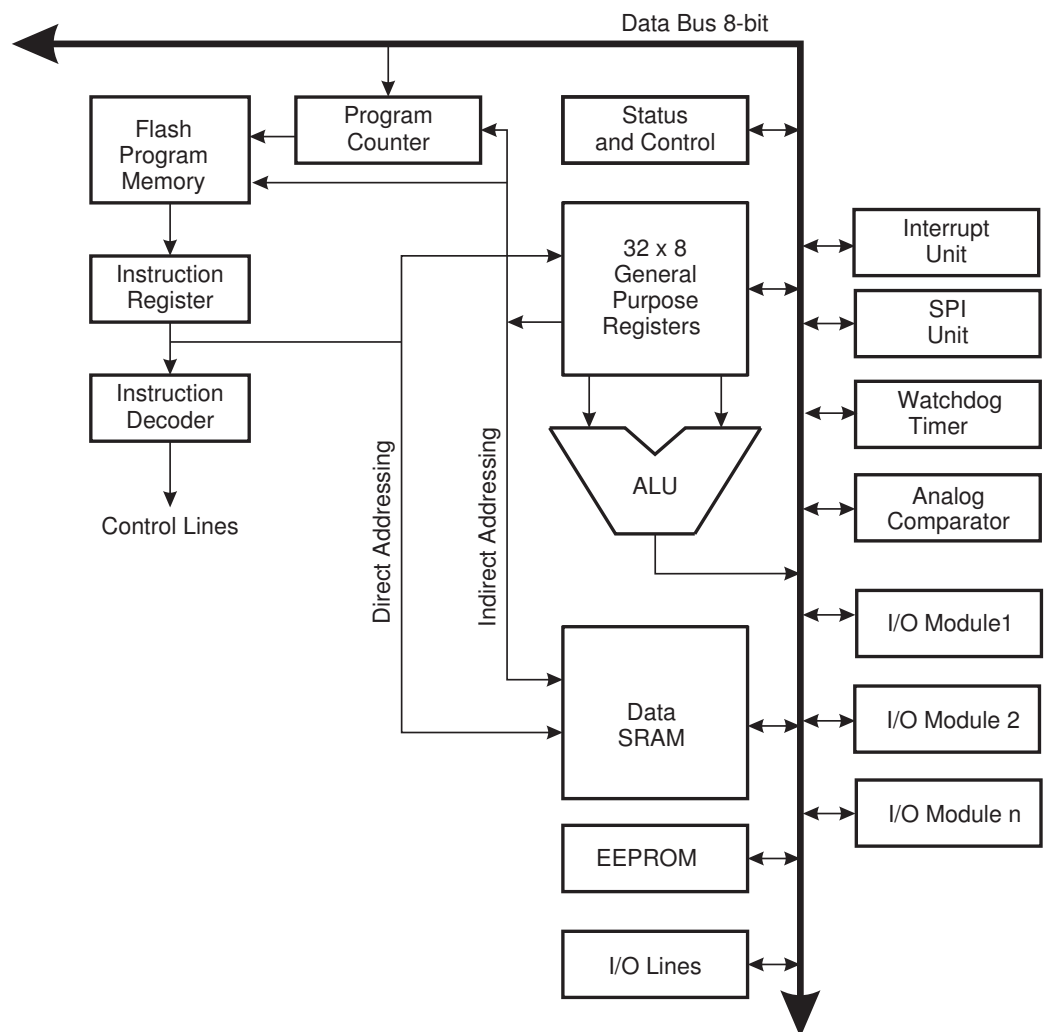 Data Bus 8-bit
Flash
Program
Memory
Program
Counter
Status
and Control
Instruction
Register
32 x 8
General
Purpose
Registers
Interrupt
Unit
SPI
Unit
Instruction
Decoder
Watchdog
Timer
Direct Addressing
Indirect Addressing
ALU
Analog
Comparator
Control Lines
I/O Module1
Data
SRAM
I/O Module 2
I/O Module n
EEPROM
I/O Lines